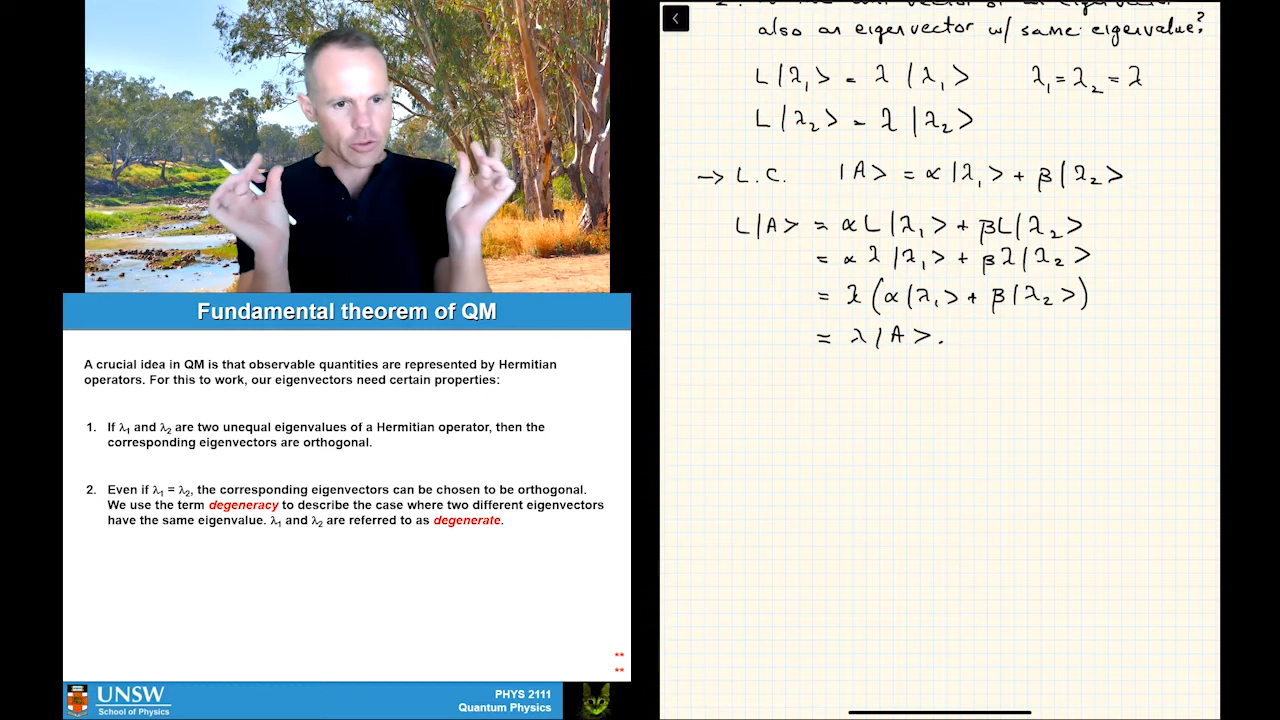 Fundamental theorem of QM
A crucial idea in QM is that observable quantities are represented by Hermitian
operators. For this to work, our eigenvectors need certain properties:
1. If λ₁ and λ₂ are two unequal eigenvalues of a Hermitian operator, then the
corresponding eigenvectors are orthogonal.
2. Even if λ₁ = λ₂, the corresponding eigenvectors can be chosen to be orthogonal.
We use the term degeneracy to describe the case where two different eigenvectors
have the same eigenvalue. λ₁ and λ₂ are referred to as degenerate.
**
**
UNSW
School of Physics
PHYS 2111
Quantum Physics
also an eigenvector w/ same eigenvalue?
L|λ₁> = λ|λ₁> λ₁ = λ₂ = λ
L|λ₂> = λ|λ₂>
→ L.C. |A> = α|λ₁> + β|λ₂>
L|A> = αL|λ₁> + βL|λ₂>
= αλ|λ₁> + βλ|λ₂>
= λ(α|λ₁> + β|λ₂>)
= λ|A>.